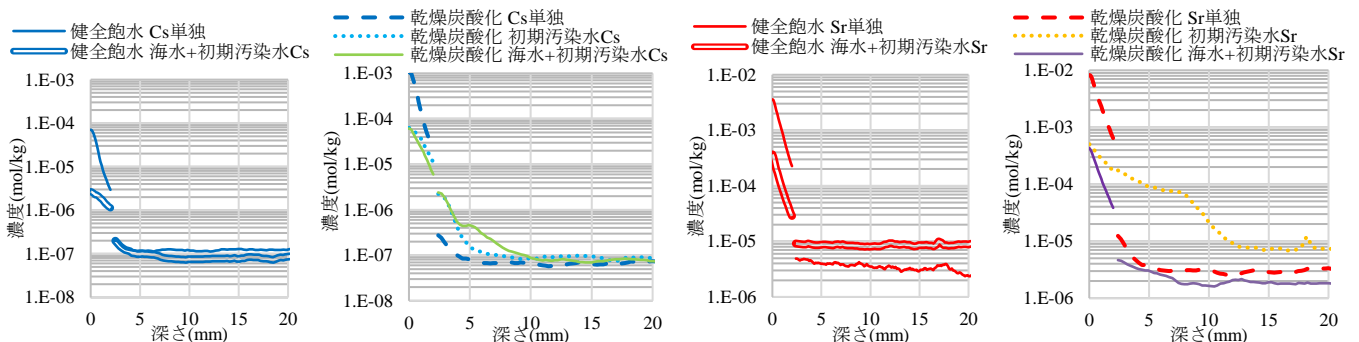 健全飽水 Cs単独
健全飽水 海水+初期汚染水Cs
1.E−03
1.E−04
1.E−05
1.E−06
1.E−07
1.E−08
濃度(mol/kg)
0 5 10 15 20
深さ(mm)
乾燥炭酸化 Cs単独
乾燥炭酸化 初期汚染水Cs
乾燥炭酸化 海水+初期汚染水Cs
1.E−03
1.E−04
1.E−05
1.E−06
1.E−07
1.E−08
濃度(mol/kg)
0 5 10 15 20
深さ(mm)
健全飽水 Sr単独
健全飽水 海水+初期汚染水Sr
1.E−02
1.E−03
1.E−04
1.E−05
1.E−06
濃度(mol/kg)
0 5 10 15 20
深さ(mm)
乾燥炭酸化 Sr単独
乾燥炭酸化 初期汚染水Sr
乾燥炭酸化 海水+初期汚染水Sr
1.E−02
1.E−03
1.E−04
1.E−05
1.E−06
濃度(mol/kg)
0 5 10 15 20
深さ(mm)